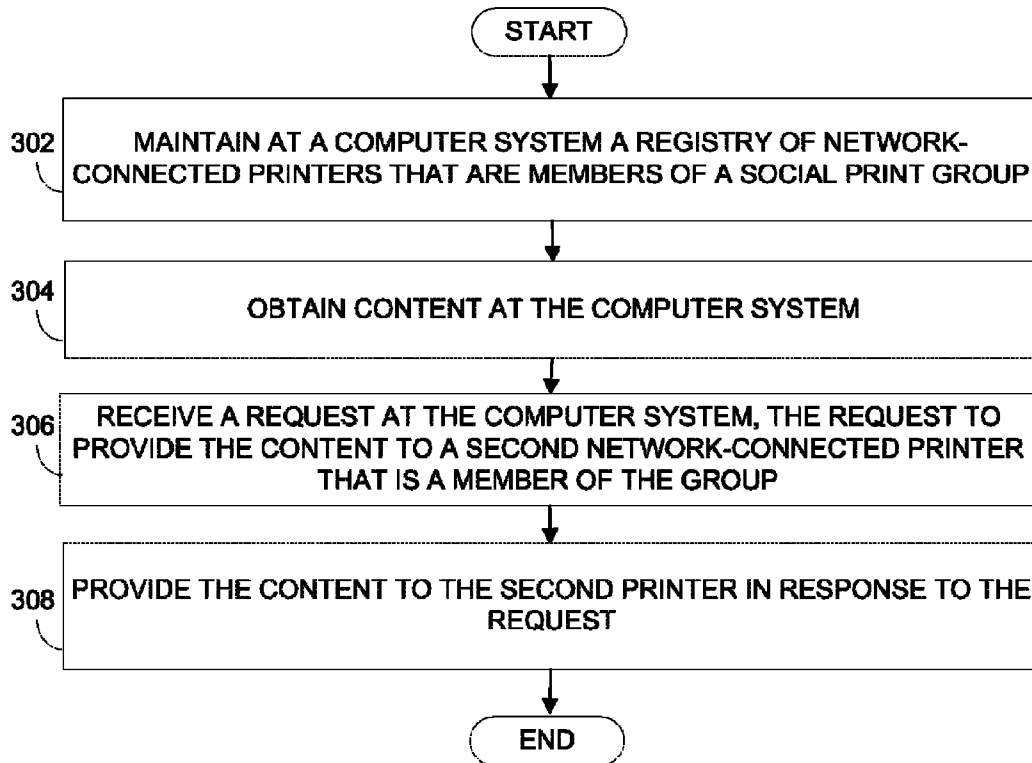 START
302
MAINTAIN AT A COMPUTER SYSTEM A REGISTRY OF NETWORK-
CONNECTED PRINTERS THAT ARE MEMBERS OF A SOCIAL PRINT GROUP
304
OBTAIN CONTENT AT THE COMPUTER SYSTEM
306
RECEIVE A REQUEST AT THE COMPUTER SYSTEM, THE REQUEST TO
PROVIDE THE CONTENT TO A SECOND NETWORK-CONNECTED PRINTER
THAT IS A MEMBER OF THE GROUP
308
PROVIDE THE CONTENT TO THE SECOND PRINTER IN RESPONSE TO THE
REQUEST
END